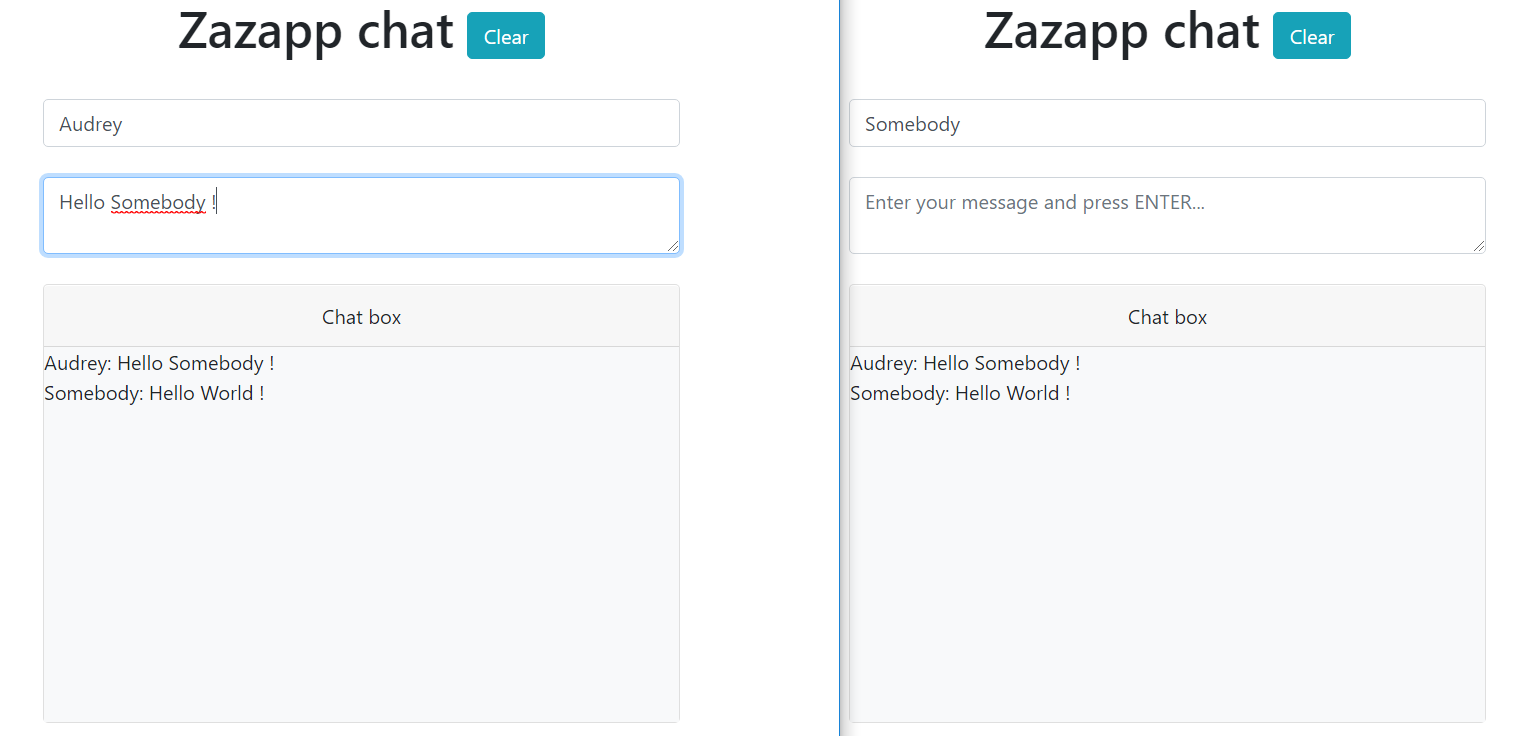 Zazapp chat Clear
Audrey
Hello Somebody !
Chat box
Audrey: Hello Somebody !
Somebody: Hello World !
Zazapp chat Clear
Somebody
Enter your message and press ENTER...
Chat box
Audrey: Hello Somebody !
Somebody: Hello World !